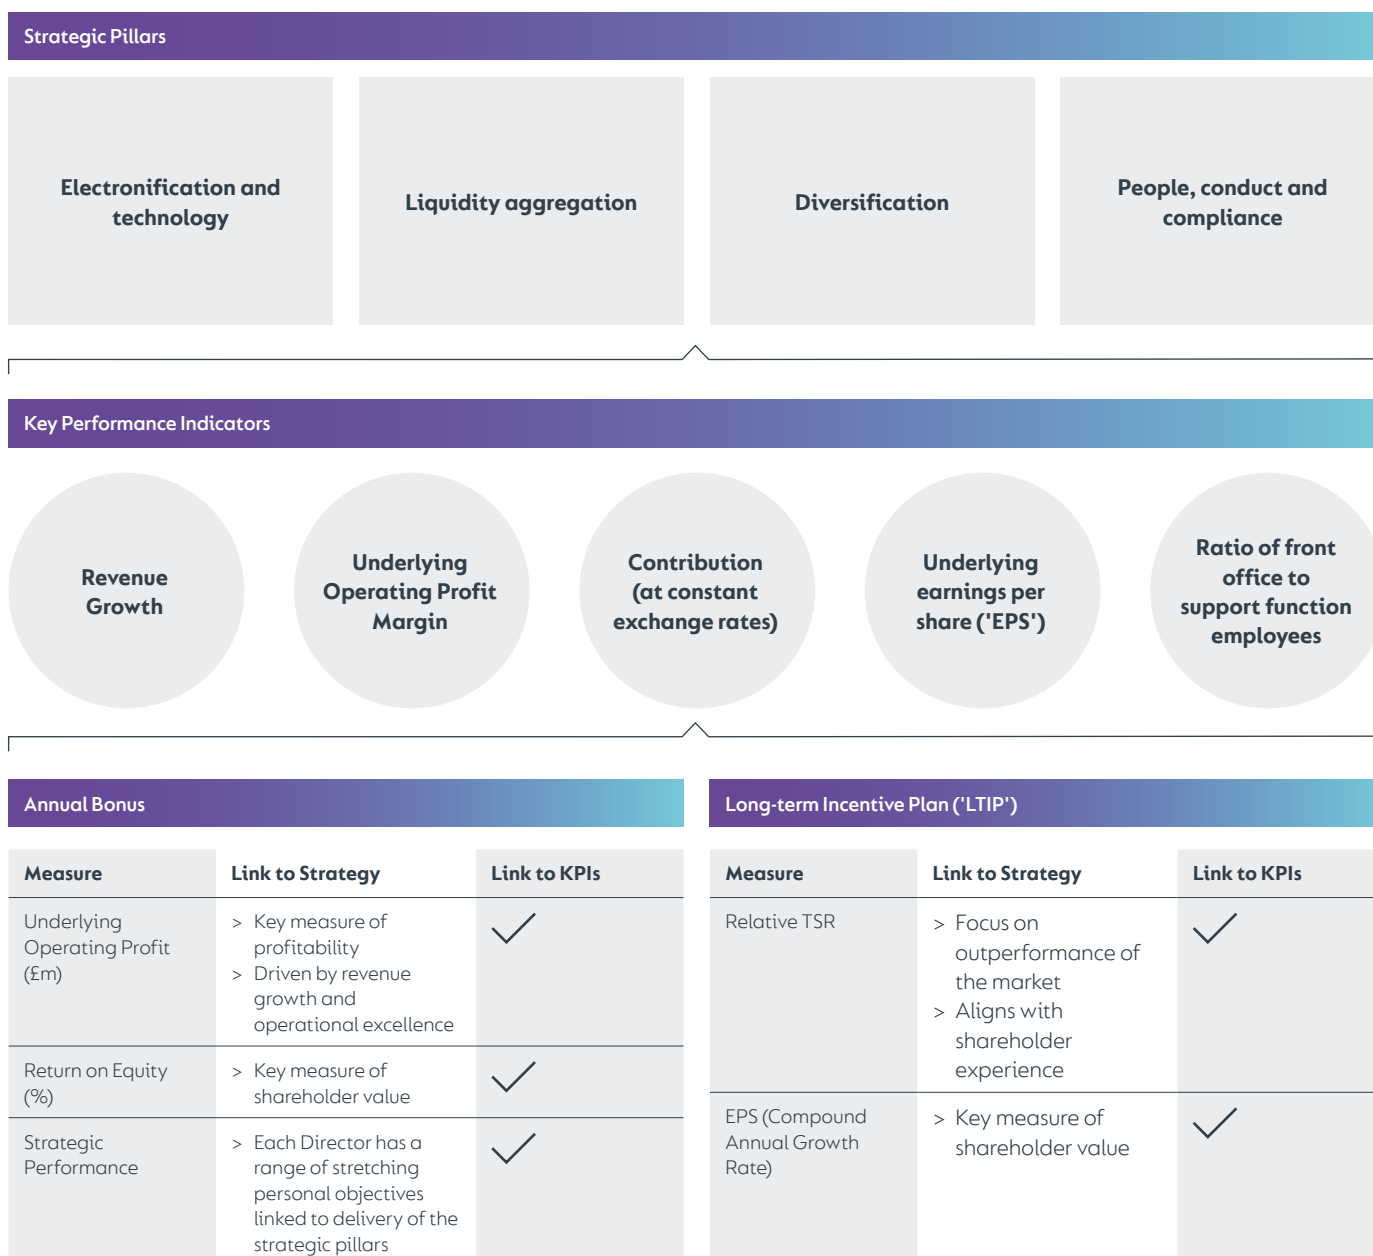 Strategic Pillars
Electronification and
technology
Liquidity aggregation
Diversification
People, conduct and
compliance
Key Performance Indicators
Revenue
Growth
Underlying
Operating Profit
Margin
Contribution
(at constant
exchange rates)
Underlying
earnings per
share ('EPS')
Ratio of front
office to
support function
employees
Annual Bonus
Measure
Link to Strategy
Link to KPIs
Underlying
Operating Profit
(£m)
> Key measure of
profitability
> Driven by revenue
growth and
operational excellence
Return on Equity
(%)
> Key measure of
shareholder value
Strategic
Performance
> Each Director has a
range of stretching
personal objectives
linked to delivery of the
strategic pillars
Long-term Incentive Plan ('LTIP')
Measure
Link to Strategy
Link to KPIs
Relative TSR
> Focus on
outperformance of
the market
> Aligns with
shareholder
experience
EPS (Compound
Annual Growth
Rate)
> Key measure of
shareholder value